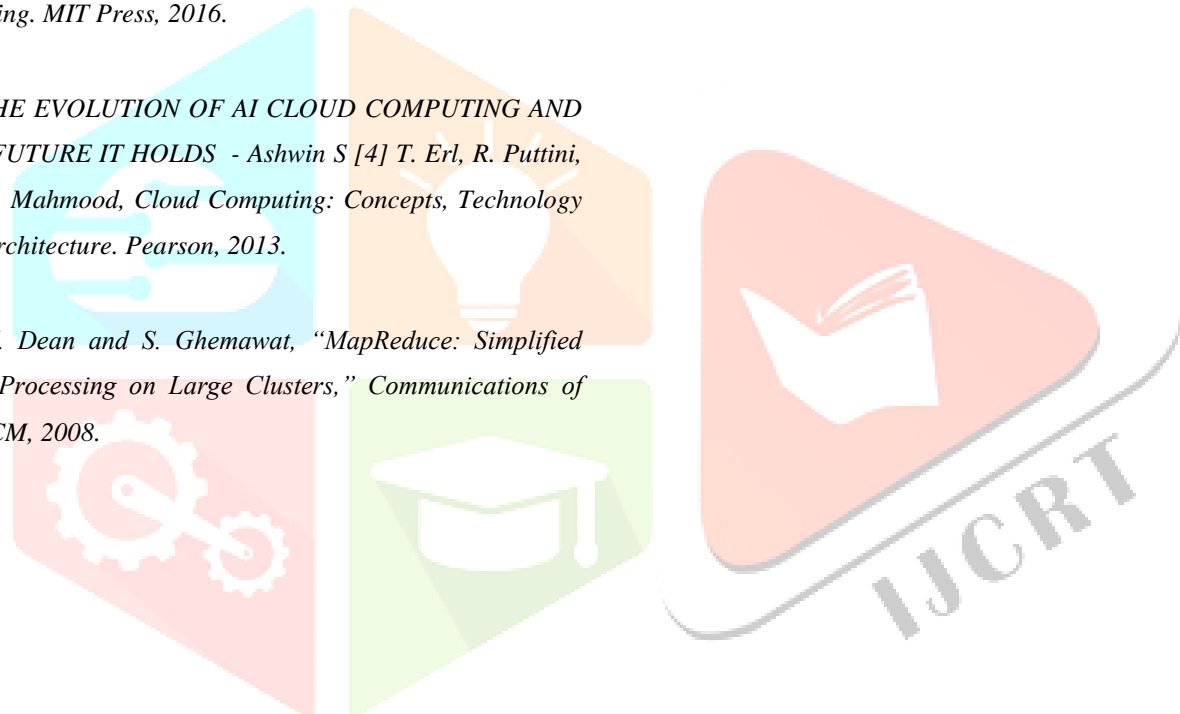 ing. MIT Press, 2016.
HE EVOLUTION OF AI CLOUD COMPUTING AND
FUTURE IT HOLDS - Ashwin S [4] T. Erl, R. Puttini,
Mahmood, Cloud Computing: Concepts, Technology
rchitecture. Pearson, 2013.
. Dean and S. Ghemawat, “MapReduce: Simplified
Processing on Large Clusters,” Communications of
CM, 2008.
IJCRT